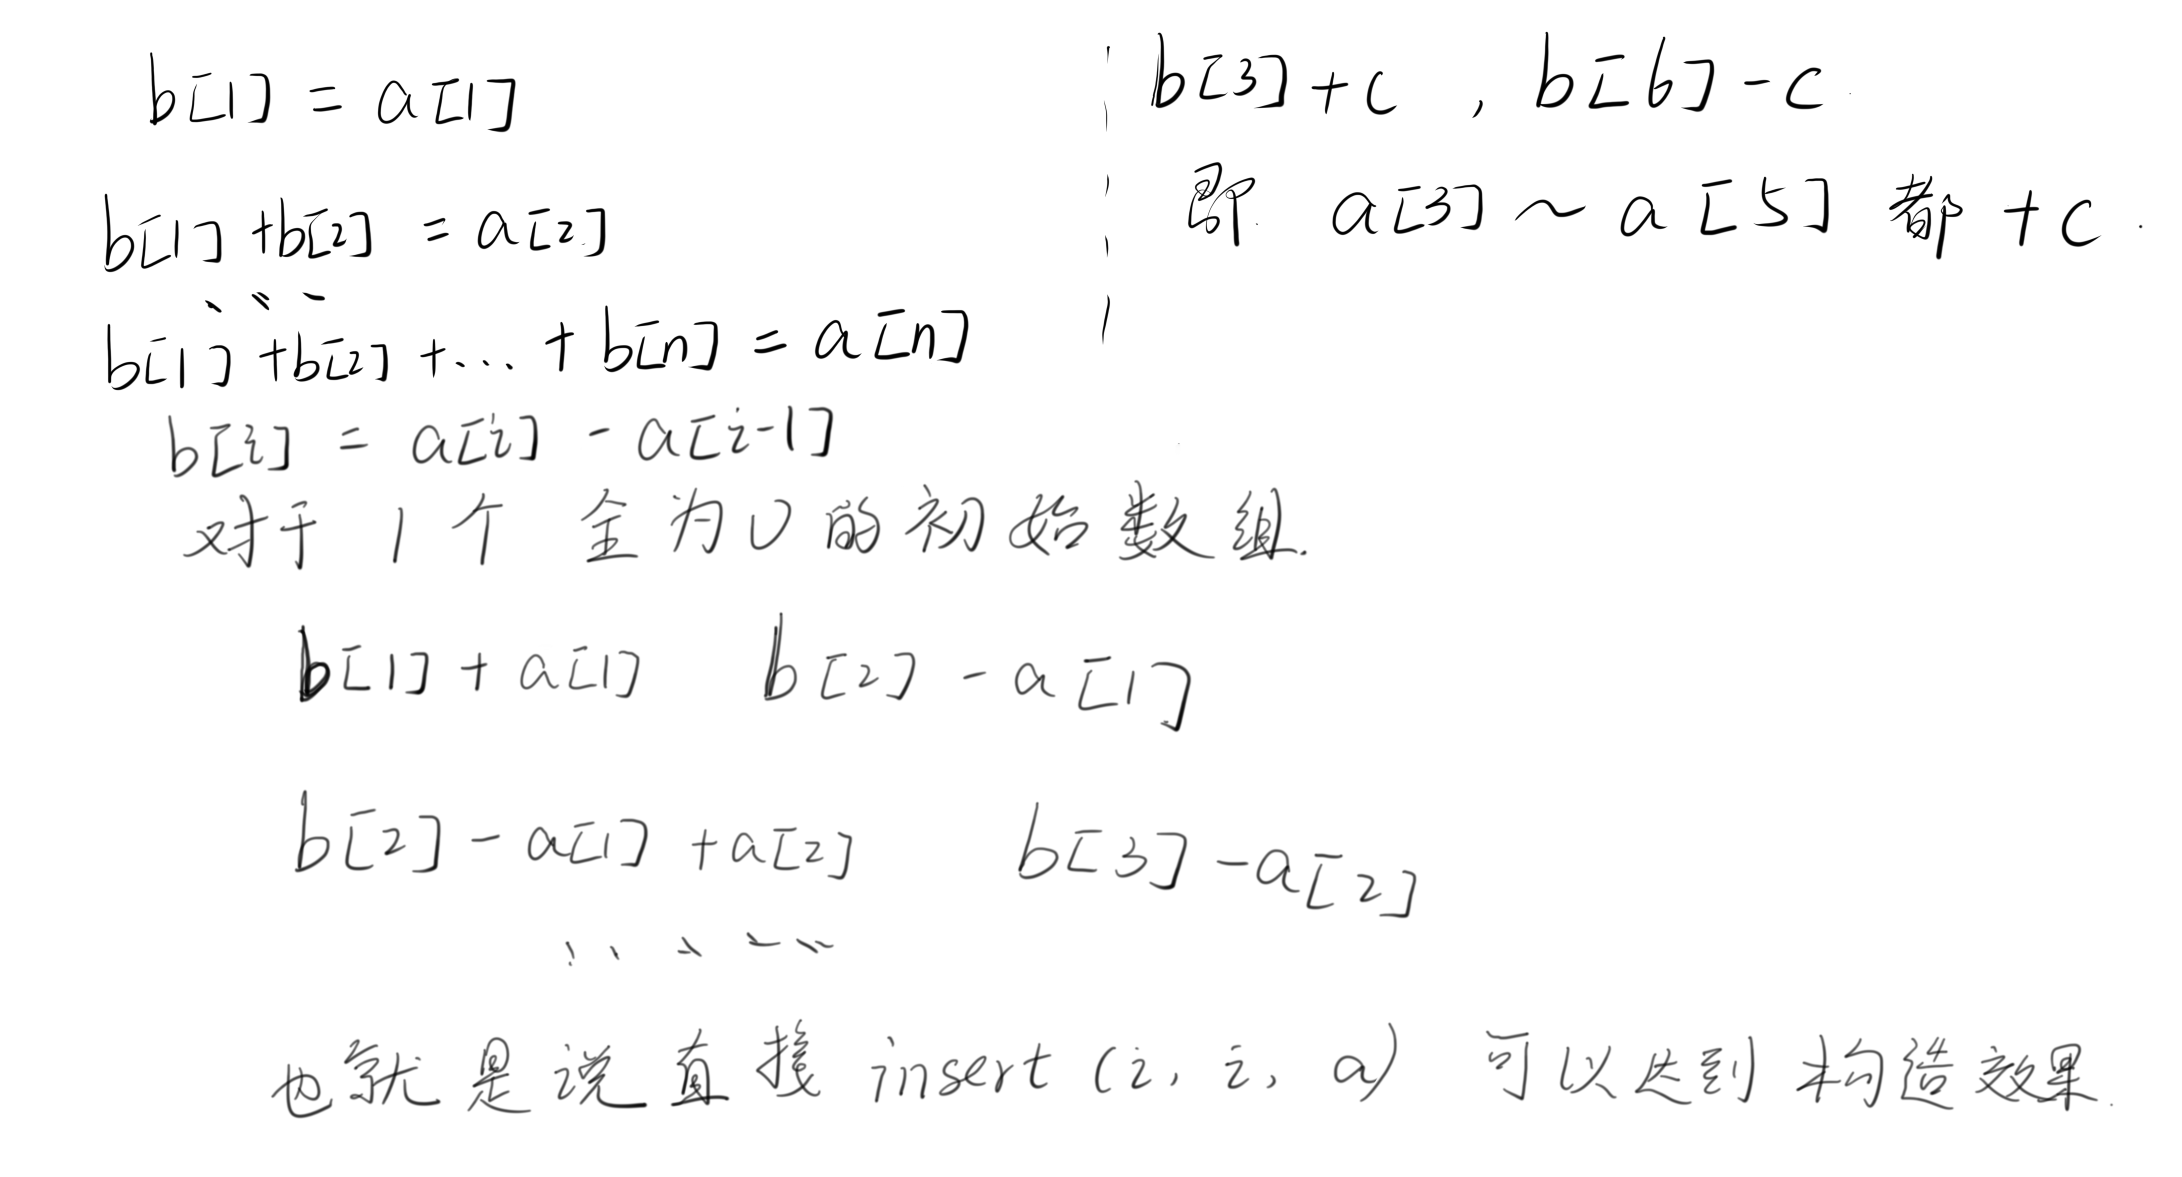 b[1] = a[1]
b[1] + b[2] = a[2]
......
b[1] + b[2] + ... + b[n] = a[n]
b[i] = a[i] - a[i-1]
b[3] + c , b[6] - c
即 a[3] ~ a[5] 都 + c.
对于 1个 全为0的初始数组.
b[1] + a[1] b[2] - a[1]
b[2] - a[1] + a[2] b[3] - a[2]
......
也就是说直接 insert (i, i, a) 可以达到构造效果.